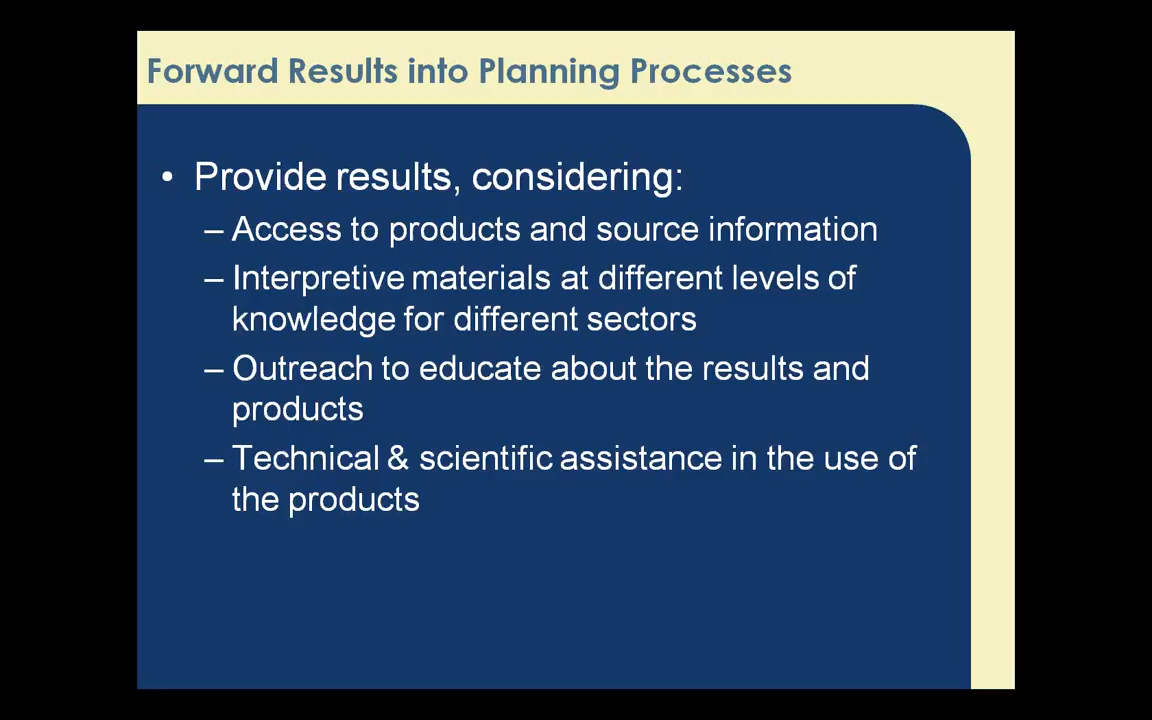 Forward Results into Planning Processes
• Provide results, considering:
– Access to products and source information
– Interpretive materials at different levels of
knowledge for different sectors
– Outreach to educate about the results and
products
– Technical & scientific assistance in the use of
the products